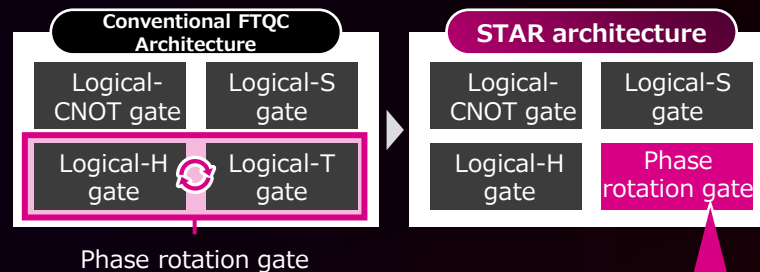 Conventional FTQC
Architecture
Logical-
CNOT gate
Logical-S
gate
Logical-H
gate
Logical-T
gate
Phase rotation gate
STAR architecture
Logical-
CNOT gate
Logical-S
gate
Logical-H
gate
Phase
rotation gate